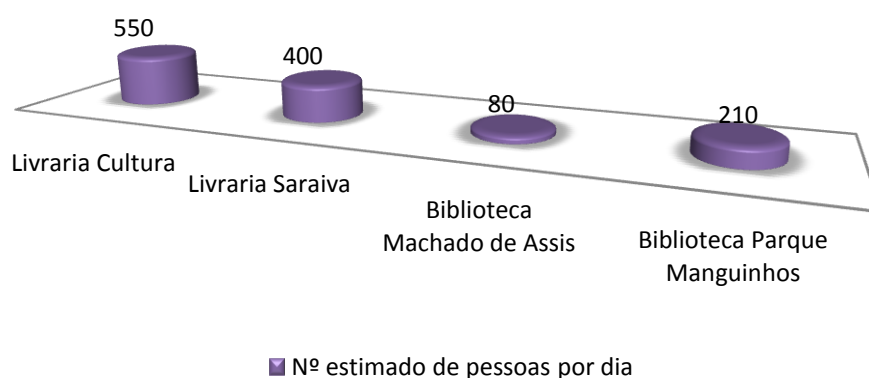 550
400
80
210
Livraria Cultura
Livraria Saraiva
Biblioteca
Machado de Assis
Biblioteca Parque
Manguinhos
Nº estimado de pessoas por dia